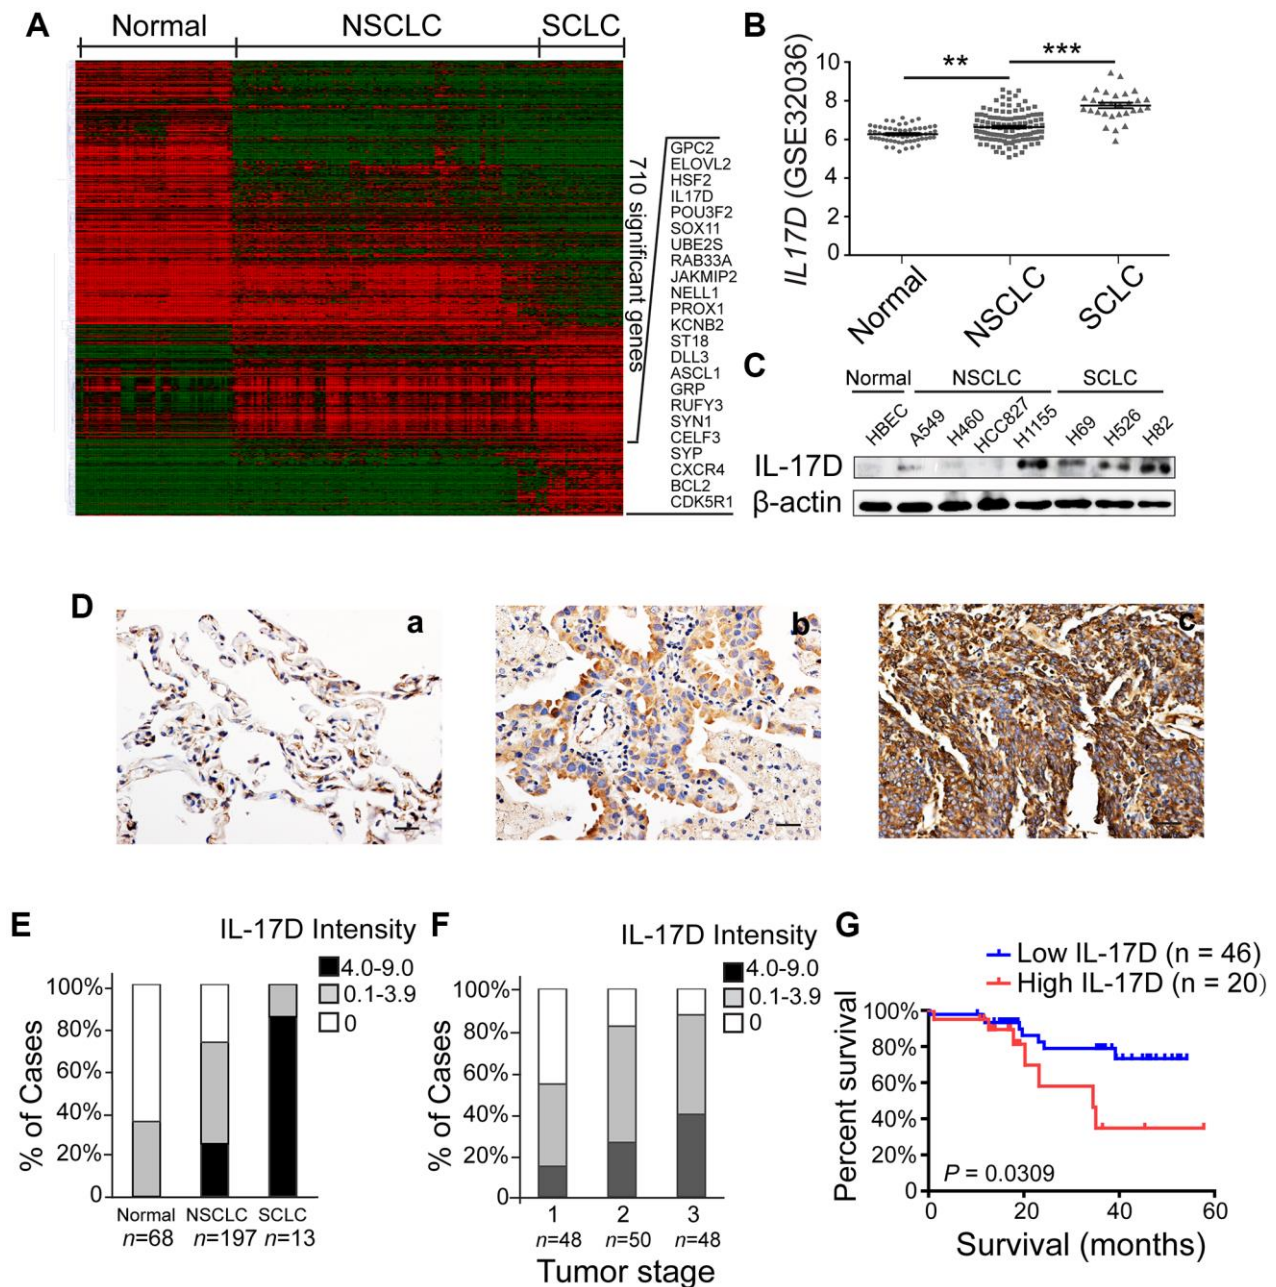 A
Normal
NSCLC
SCLC
710 significant genes
GPC2
ELOVL2
HSF2
IL17D
POU3F2
SOX11
UBE2S
RAB33A
JAKMIP2
NELL1
PROX1
KCNB2
ST18
DLL3
ASCL1
GRP
RUFY3
SYN1
CELF3
SYP
CXCR4
BCL2
CDK5R1
B
IL17D (GSE32036)
10
8
6
4
2
0
**
***
Normal
NSCLC
SCLC
C
Normal NSCLC SCLC
HBEC A549 H460 HCC827 H1155 H69 H526 H82
IL-17D
β-actin
D
a
b
c
E
IL-17D Intensity
4.0-9.0
0.1-3.9
0
% of Cases
100%
80%
60%
40%
20%
0
Normal NSCLC SCLC
n=68 n=197 n=13
F
IL-17D Intensity
4.0-9.0
0.1-3.9
0
% of Cases
100%
80%
60%
40%
20%
0
1 2 3
n=48 n=50 n=48
Tumor stage
G
Low IL-17D (n = 46)
High IL-17D (n = 20)
Percent survival
100%
80%
60%
40%
20%
0
P = 0.0309
0 20 40 60
Survival (months)